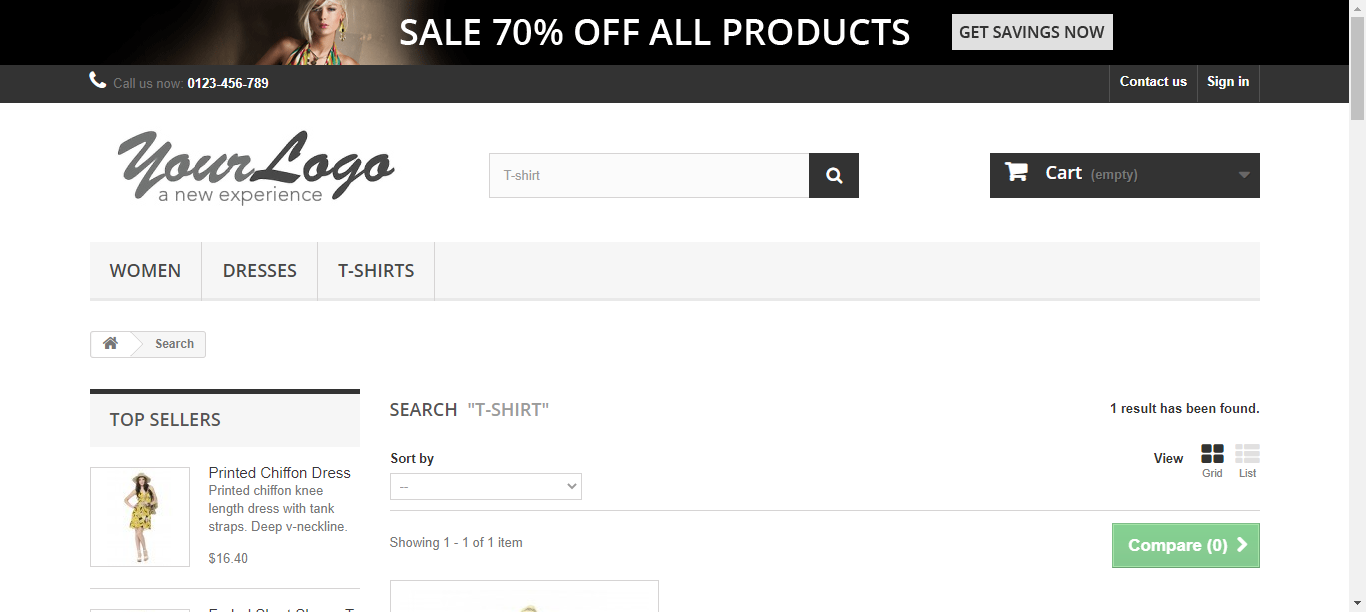 SALE 70% OFF ALL PRODUCTS
GET SAVINGS NOW
Call us now: 0123-456-789
Contact us
Sign in
YourLogo
a new experience
T-shirt
Cart (empty)
WOMEN
DRESSES
T-SHIRTS
Search
TOP SELLERS
Printed Chiffon Dress
Printed chiffon knee
length dress with tank
straps. Deep v-neckline.
$16.40
SEARCH "T-SHIRT"
1 result has been found.
Sort by
--
View
Grid
List
Showing 1 - 1 of 1 item
Compare (0)